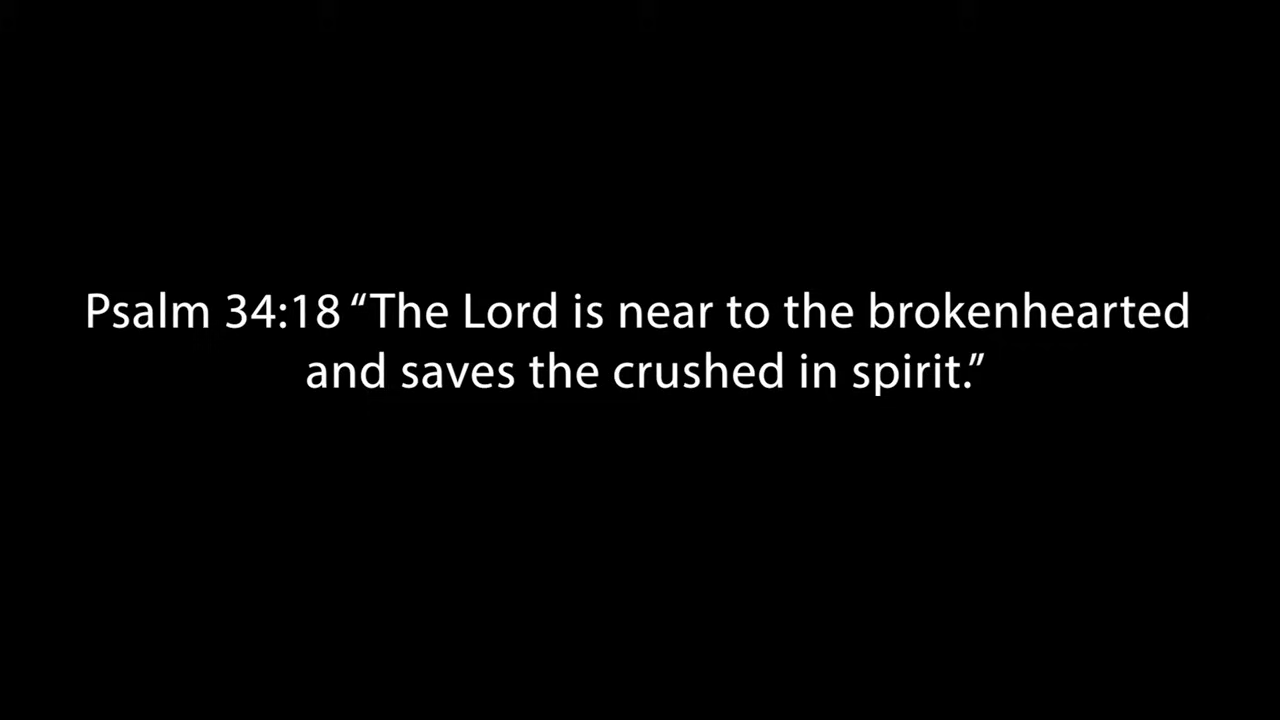 Psalm 34:18 “The Lord is near to the brokenhearted
and saves the crushed in spirit.”